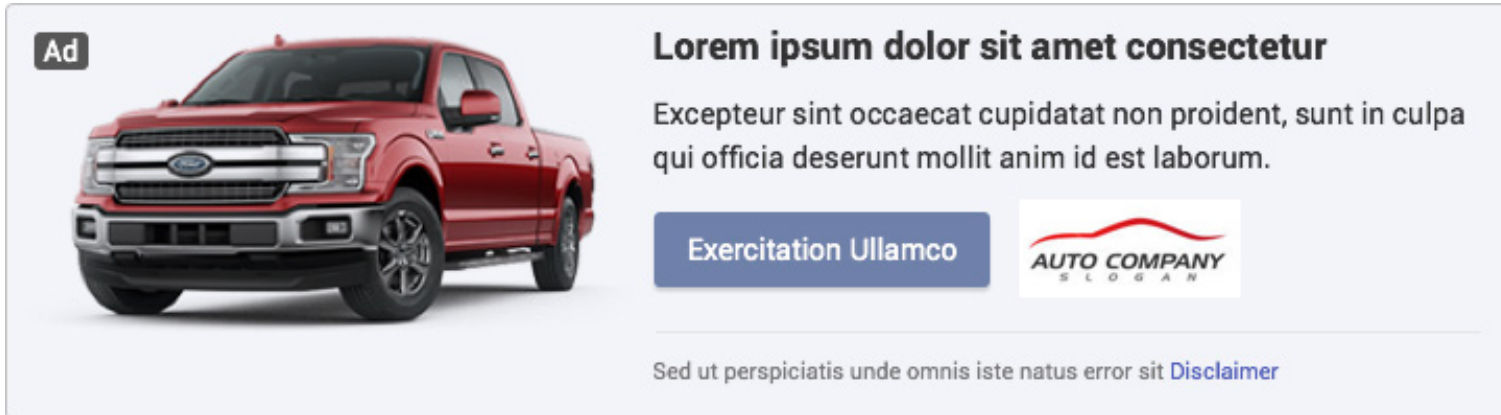 Ad
Lorem ipsum dolor sit amet consectetur
Excepteur sint occaecat cupidatat non proident, sunt in culpa
qui officia deserunt mollit anim id est laborum.
Exercitation Ullamco
AUTO COMPANY
SLOGAN
Sed ut perspiciatis unde omnis iste natus error sit Disclaimer
Ford